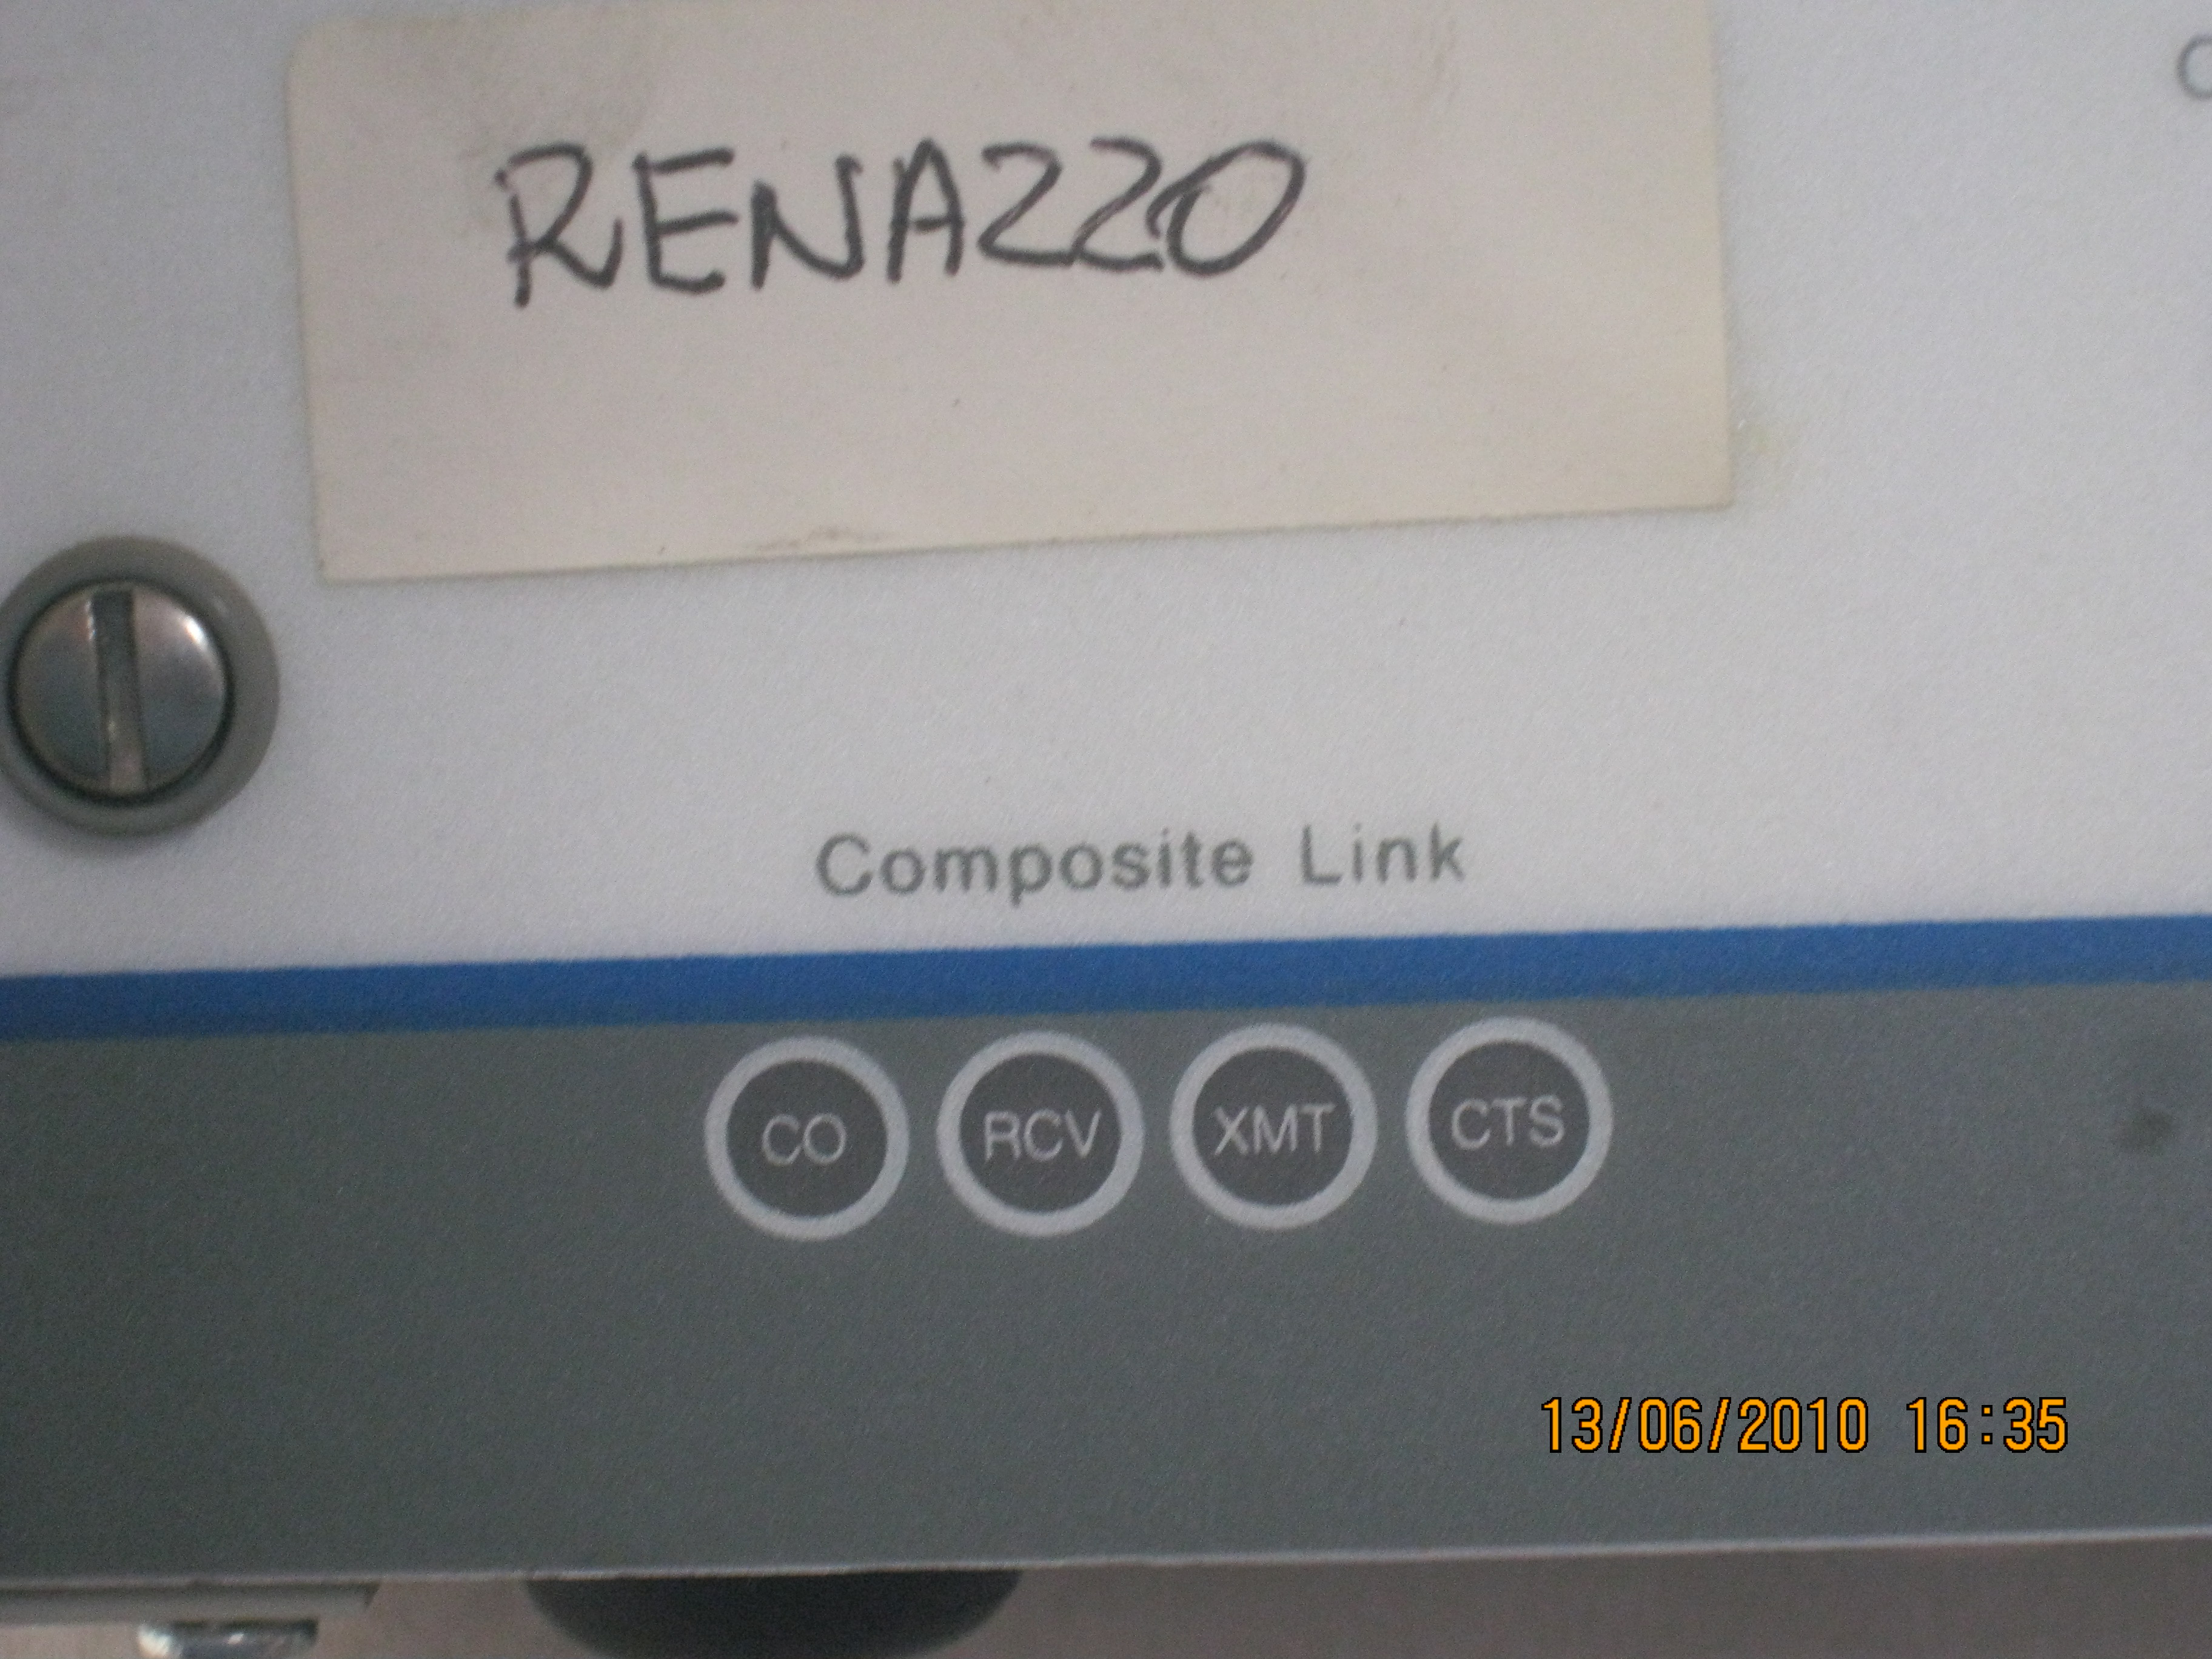 RENAZZO
Composite Link
CO RCV XMT CTS
13/06/2010 16:35